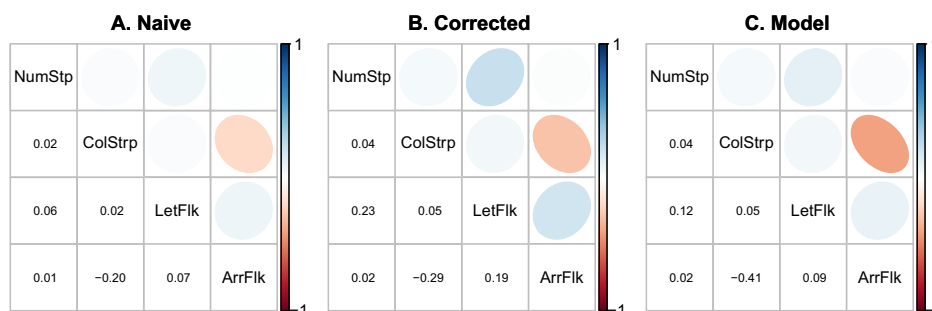 A. Naive
B. Corrected
C. Model
NumStp
1
NumStp
1
NumStp
0.02
ColStrp
0.04
ColStrp
0.04
ColStrp
0.06
0.02
LetFlk
0.23
0.05
LetFlk
0.12
0.05
LetFlk
0.01
−0.20
0.07
ArrFlk
0.02
−0.29
0.19
ArrFlk
0.02
−0.41
0.09
ArrFlk
−1
−1